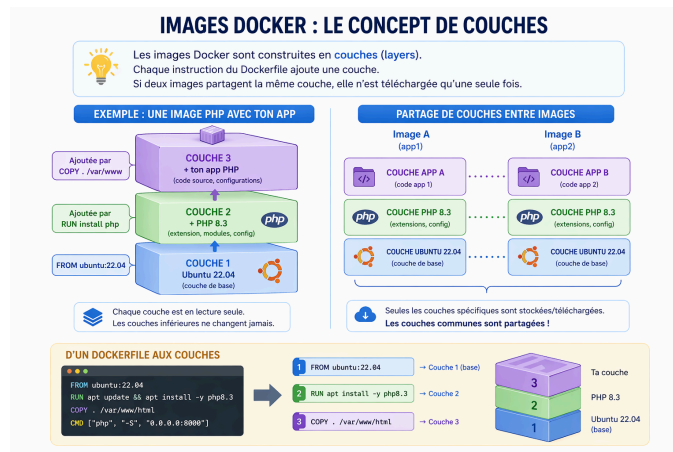 IMAGES DOCKER : LE CONCEPT DE COUCHES
Les images Docker sont construites en couches (layers).
Chaque instruction du Dockerfile ajoute une couche.
Si deux images partagent la même couche, elle n'est téléchargée qu'une seule fois.
EXEMPLE : UNE IMAGE PHP AVEC TON APP
Ajoutée par
COPY . /var/www
COUCHE 3
+ ton app PHP
(code source, configurations)
Ajoutée par
RUN install php
COUCHE 2
+ PHP 8.3
(extension, modules, config)
php
FROM ubuntu:22.04
COUCHE 1
Ubuntu 22.04
(couche de base)
Chaque couche est en lecture seule.
Les couches inférieures ne changent jamais.
PARTAGE DE COUCHES ENTRE IMAGES
Image A
(app1)
Image B
(app2)
COUCHE APP A
(code app 1)
COUCHE APP B
(code app 2)
php
COUCHE PHP 8.3
(extensions, config)
php
COUCHE PHP 8.3
(extensions, config)
COUCHE UBUNTU 22.04
(couche de base)
COUCHE UBUNTU 22.04
(couche de base)
Seules les couches spécifiques sont stockées/téléchargées.
Les couches communes sont partagées !
D'UN DOCKERFILE AUX COUCHES
FROM ubuntu:22.04
RUN apt update && apt install -y php8.3
COPY . /var/www/html
CMD ["php", "-S", "0.0.0.0:8000"]
1 FROM ubuntu:22.04 → Couche 1 (base)
2 RUN apt install -y php8.3 → Couche 2
3 COPY . /var/www/html → Couche 3
3 Ta couche
2 PHP 8.3
1 Ubuntu 22.04
(base)